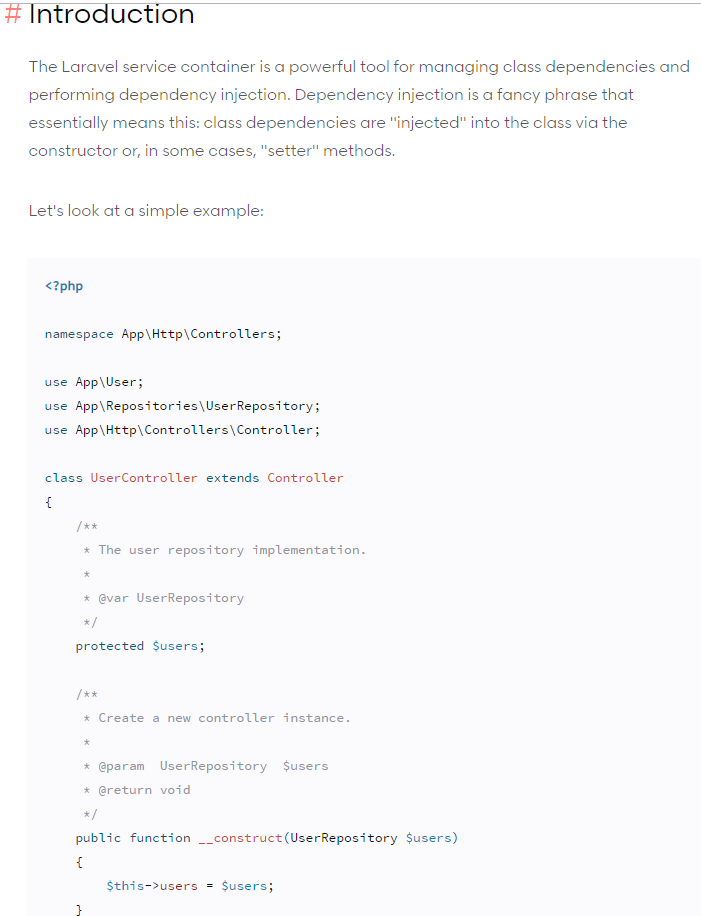 # Introduction
The Laravel service container is a powerful tool for managing class dependencies and
performing dependency injection. Dependency injection is a fancy phrase that
essentially means this: class dependencies are "injected" into the class via the
constructor or, in some cases, "setter" methods.
Let's look at a simple example:
<?php
namespace App\Http\Controllers;
use App\User;
use App\Repositories\UserRepository;
use App\Http\Controllers\Controller;
class UserController extends Controller
{
    /**
     * The user repository implementation.
     *
     * @var UserRepository
     */
    protected $users;
    /**
     * Create a new controller instance.
     *
     * @param  UserRepository  $users
     * @return void
     */
    public function __construct(UserRepository $users)
    {
        $this->users = $users;
    }